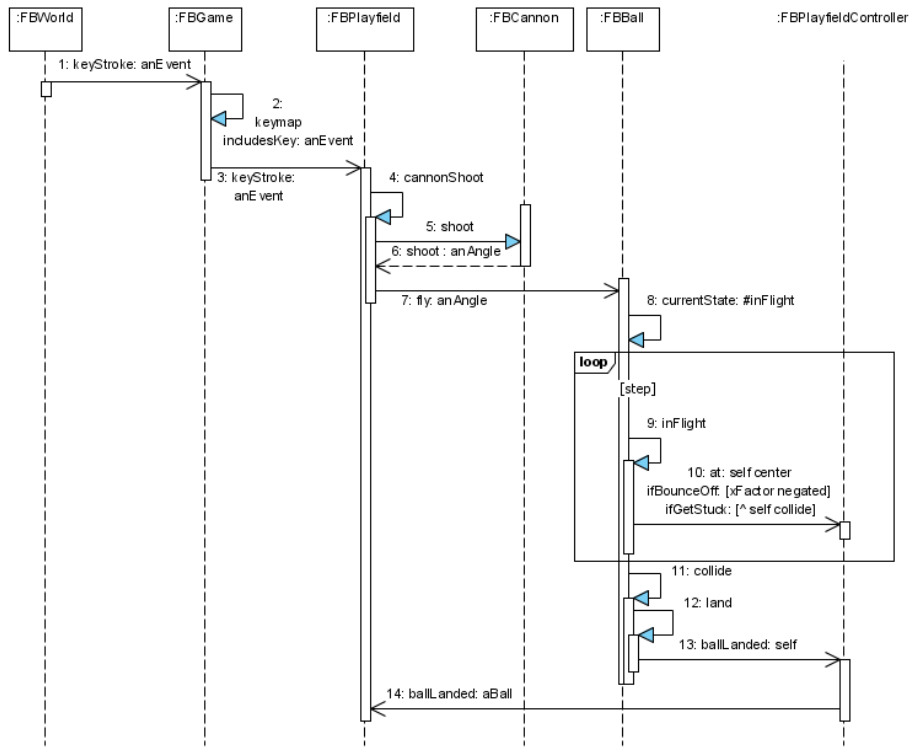 :FBWorld
:FBGame
:FBPlayfield
:FBCannon
:FBBall
:FBPlayfieldController
1: keyStroke: anEvent
2:
keymap
includesKey: anEvent
3: keyStroke:
anEvent
4: cannonShoot
5: shoot
6: shoot : anAngle
7: fly: anAngle
8: currentState: #inFlight
loop
[step]
9: inFlight
10: at: self center
ifBounceOff: [xFactor negated]
ifGetStuck: [^ self collide]
11: collide
12: land
13: ballLanded: self
14: ballLanded: aBall